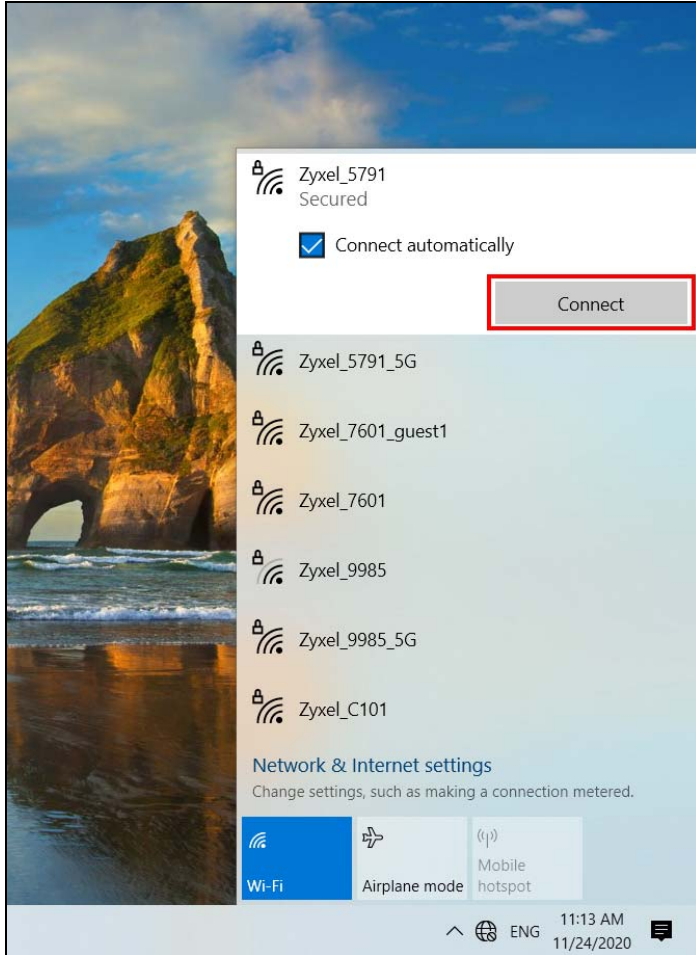 Zyxel_5791
Secured
Connect automatically
Connect
Zyxel_5791_5G
Zyxel_7601_guest1
Zyxel_7601
Zyxel_9985
Zyxel_9985_5G
Zyxel_C101
Network & Internet settings
Change settings, such as making a connection metered.
Wi-Fi
Airplane mode
Mobile
hotspot
ENG
11:13 AM
11/24/2020